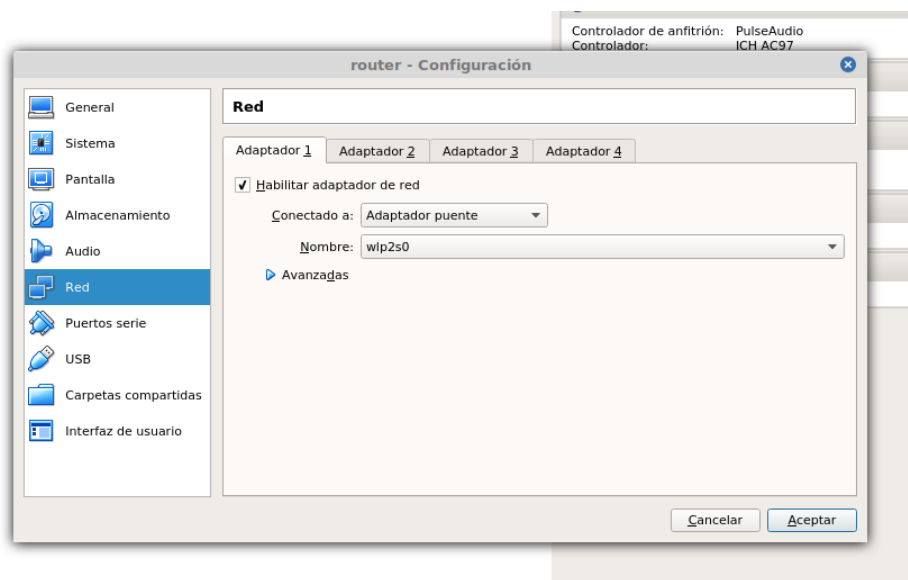 Controlador de anfitrión: PulseAudio
Controlador: ICH AC97
router - Configuración
General
Sistema
Pantalla
Almacenamiento
Audio
Red
Puertos serie
USB
Carpetas compartidas
Interfaz de usuario
Red
Adaptador 1 Adaptador 2 Adaptador 3 Adaptador 4
Habilitar adaptador de red
Conectado a: Adaptador puente
Nombre: wlp2s0
Avanzadas
Cancelar Aceptar